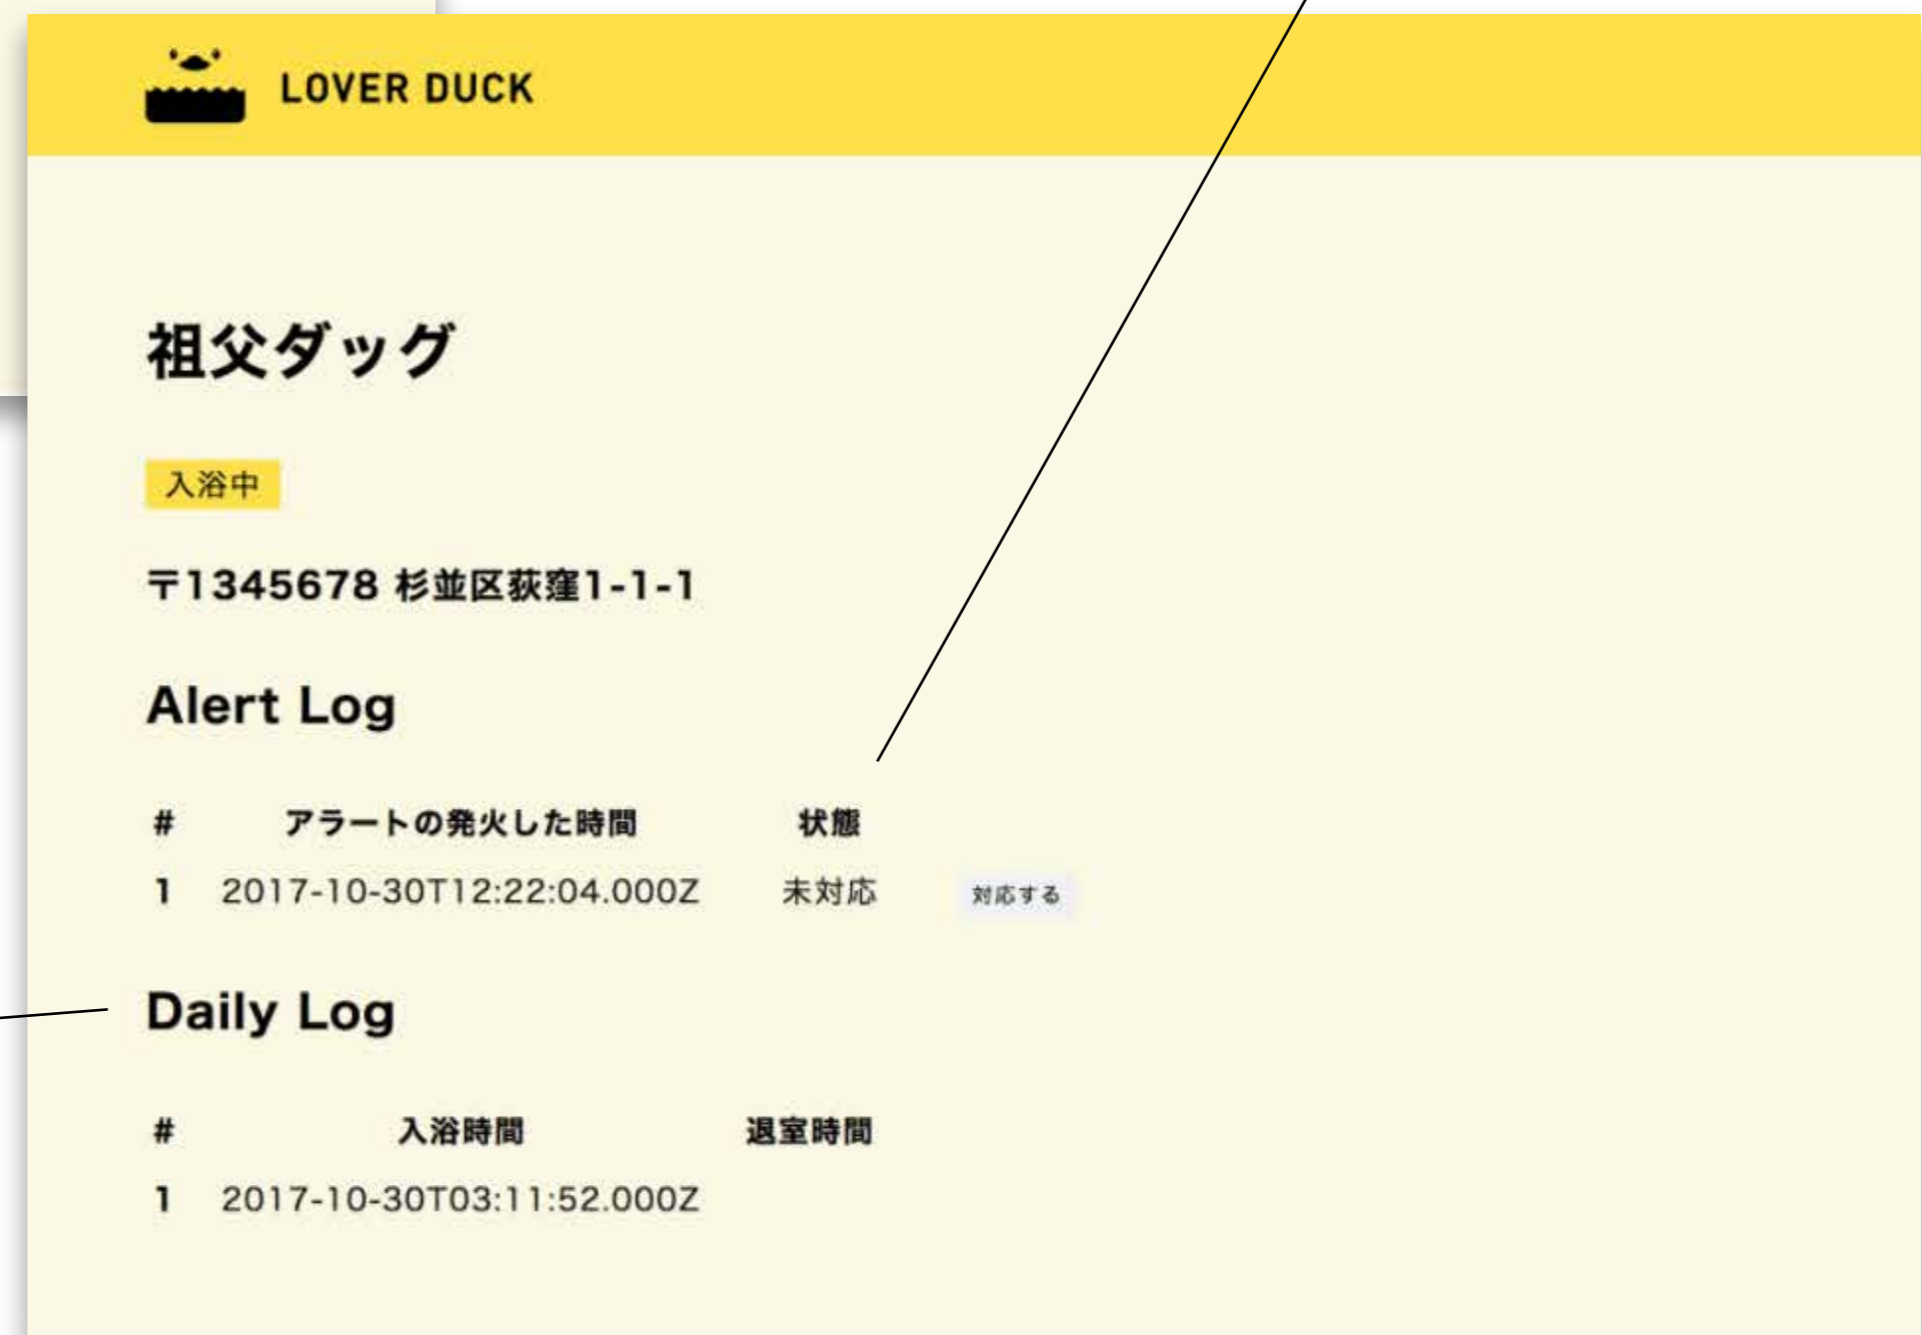 LOVER DUCK
祖父ダッグ
入浴中
〒1345678 杉並区荻窪1-1-1
Alert Log
# アラートの発火した時間 状態
1 2017-10-30T12:22:04.000Z 未対応 対応する
Daily Log
# 入浴時間 退室時間
1 2017-10-30T03:11:52.000Z